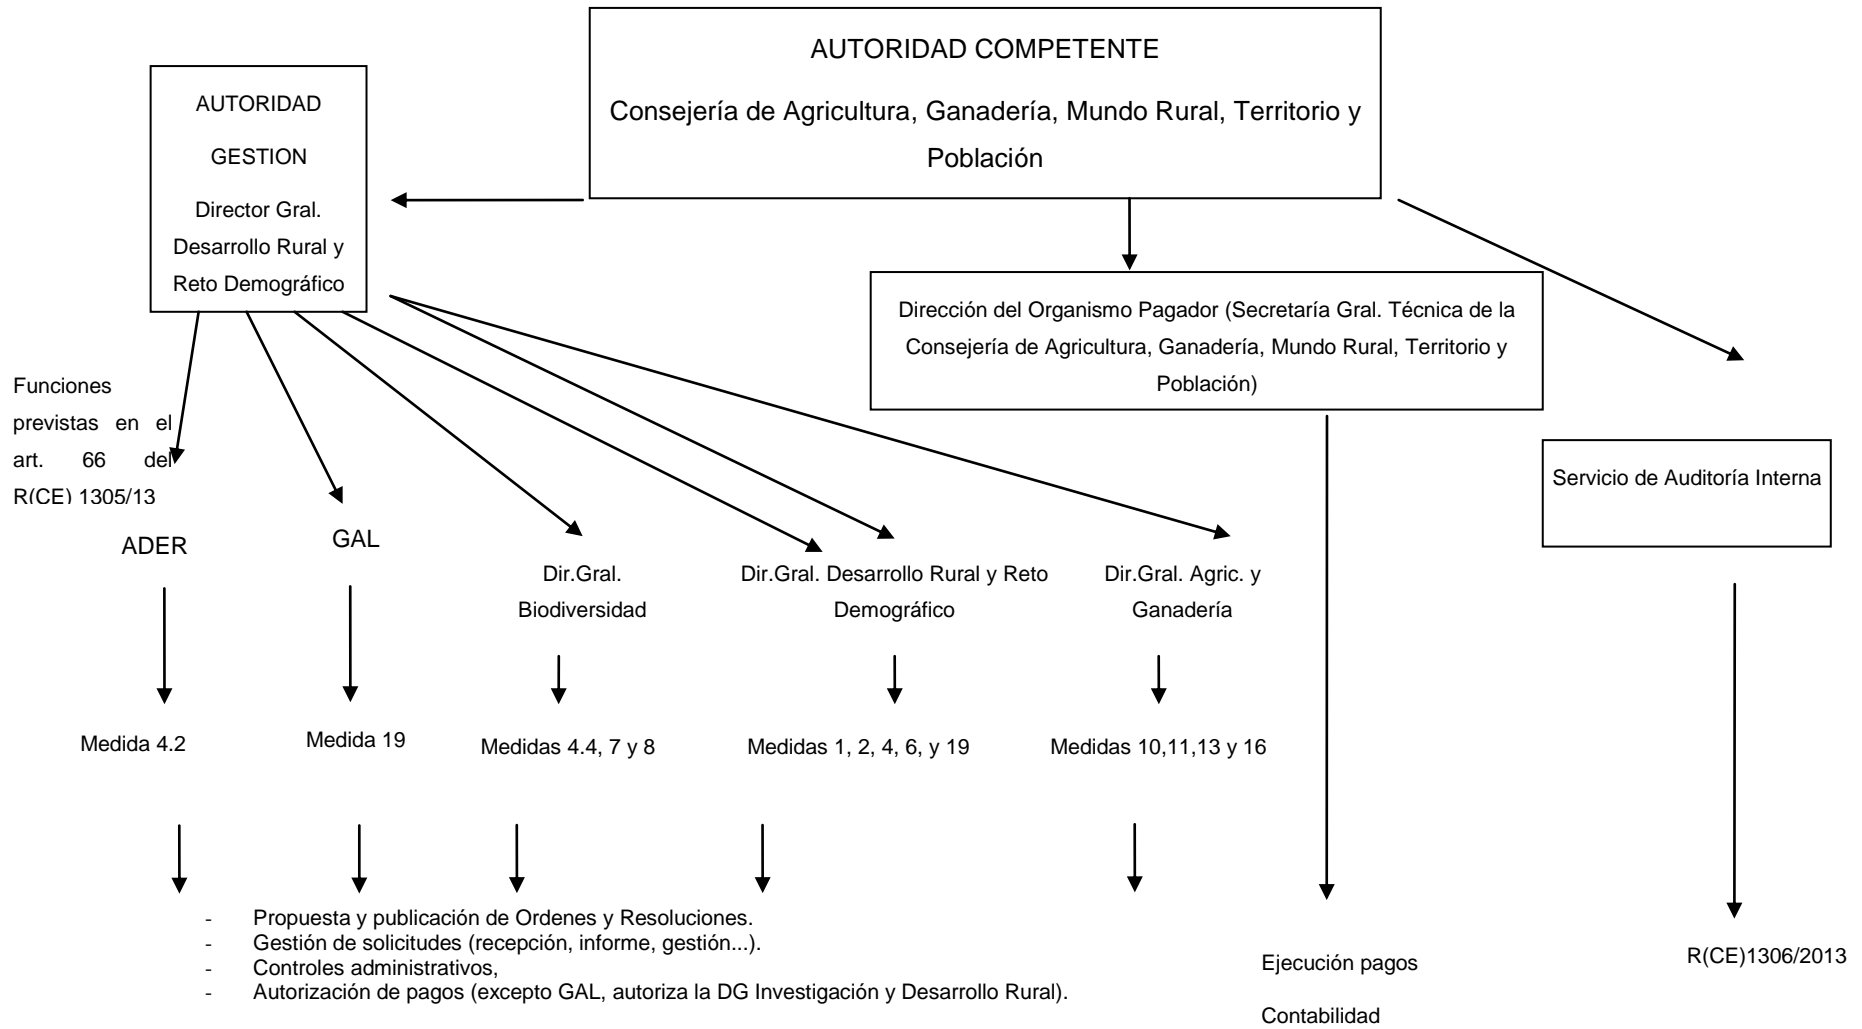 AUTORIDAD COMPETENTE
Consejería de Agricultura, Ganadería, Mundo Rural, Territorio y
Población
AUTORIDAD
GESTION
Director Gral.
Desarrollo Rural y
Reto Demográfico
Dirección del Organismo Pagador (Secretaría Gral. Técnica de la
Consejería de Agricultura, Ganadería, Mundo Rural, Territorio y
Población)
Funciones
previstas en el
art. 66 del
R(CE) 1305/13
Servicio de Auditoría Interna
ADER
GAL
Dir.Gral.
Biodiversidad
Dir.Gral. Desarrollo Rural y Reto
Demográfico
Dir.Gral. Agric. y
Ganadería
Medida 4.2
Medida 19
Medidas 4.4, 7 y 8
Medidas 1, 2, 4, 6, y 19
Medidas 10,11,13 y 16
- Propuesta y publicación de Ordenes y Resoluciones.
- Gestión de solicitudes (recepción, informe, gestión...).
- Controles administrativos,
- Autorización de pagos (excepto GAL, autoriza la DG Investigación y Desarrollo Rural).
Ejecución pagos
Contabilidad
R(CE)1306/2013